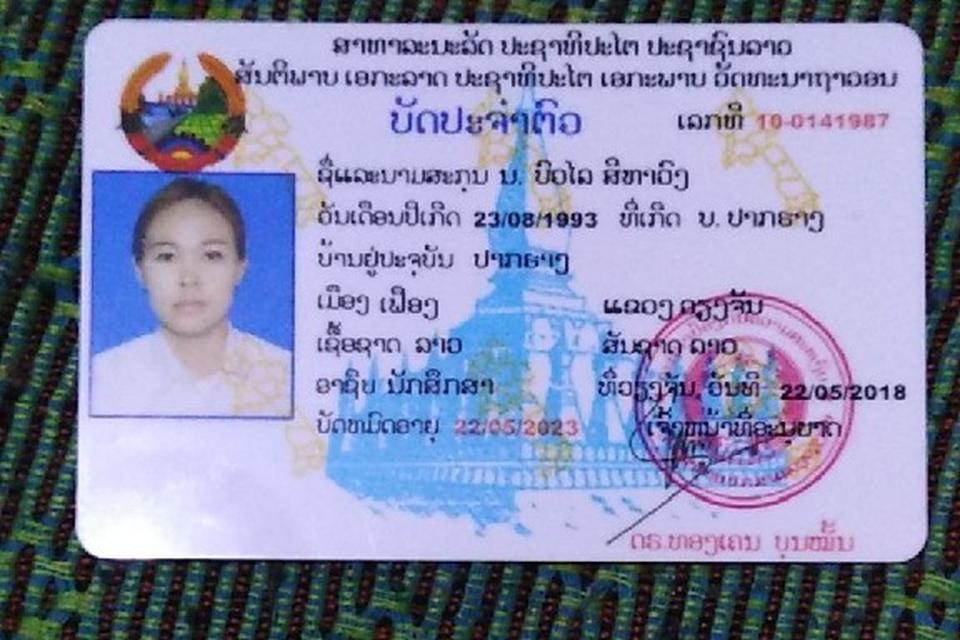 ສາທາລະນະລັດ ປະຊາທິປະໄຕ ປະຊາຊົນລາວ
ສັນຕິພາບ ເອກະລາດ ປະຊາທິປະໄຕ ເອກະພາບ ວັດທະນາຖາວອນ
ບັດປະຈຳຕົວ
ເລກທີ 10-0141987
ຊື່ແລະນາມສະກຸນ ນ. ບົວໄລ ສີຫາວົງ
ວັນເດືອນປີເກີດ 23/08/1993 ທີ່ເກີດ ບ. ປາກຮາງ
ບ້ານຢູ່ປະຈຸບັນ ປາກຮາງ
ເມືອງ ເຟືອງ ແຂວງ ວຽງຈັນ
ເຊື້ອຊາດ ລາວ ສັນຊາດ ລາວ
ອາຊີບ ນັກສຶກສາ ທີ່ວຽງຈັນ, ວັນທີ 22/05/2018
ບັດຫມົດອາຍຸ 22/05/2023 ເຈົ້າຫນ້າທີ່ອະນຸຍາດ
ດຣ.ທອງເຄນ ບຸນໝັ້ນ